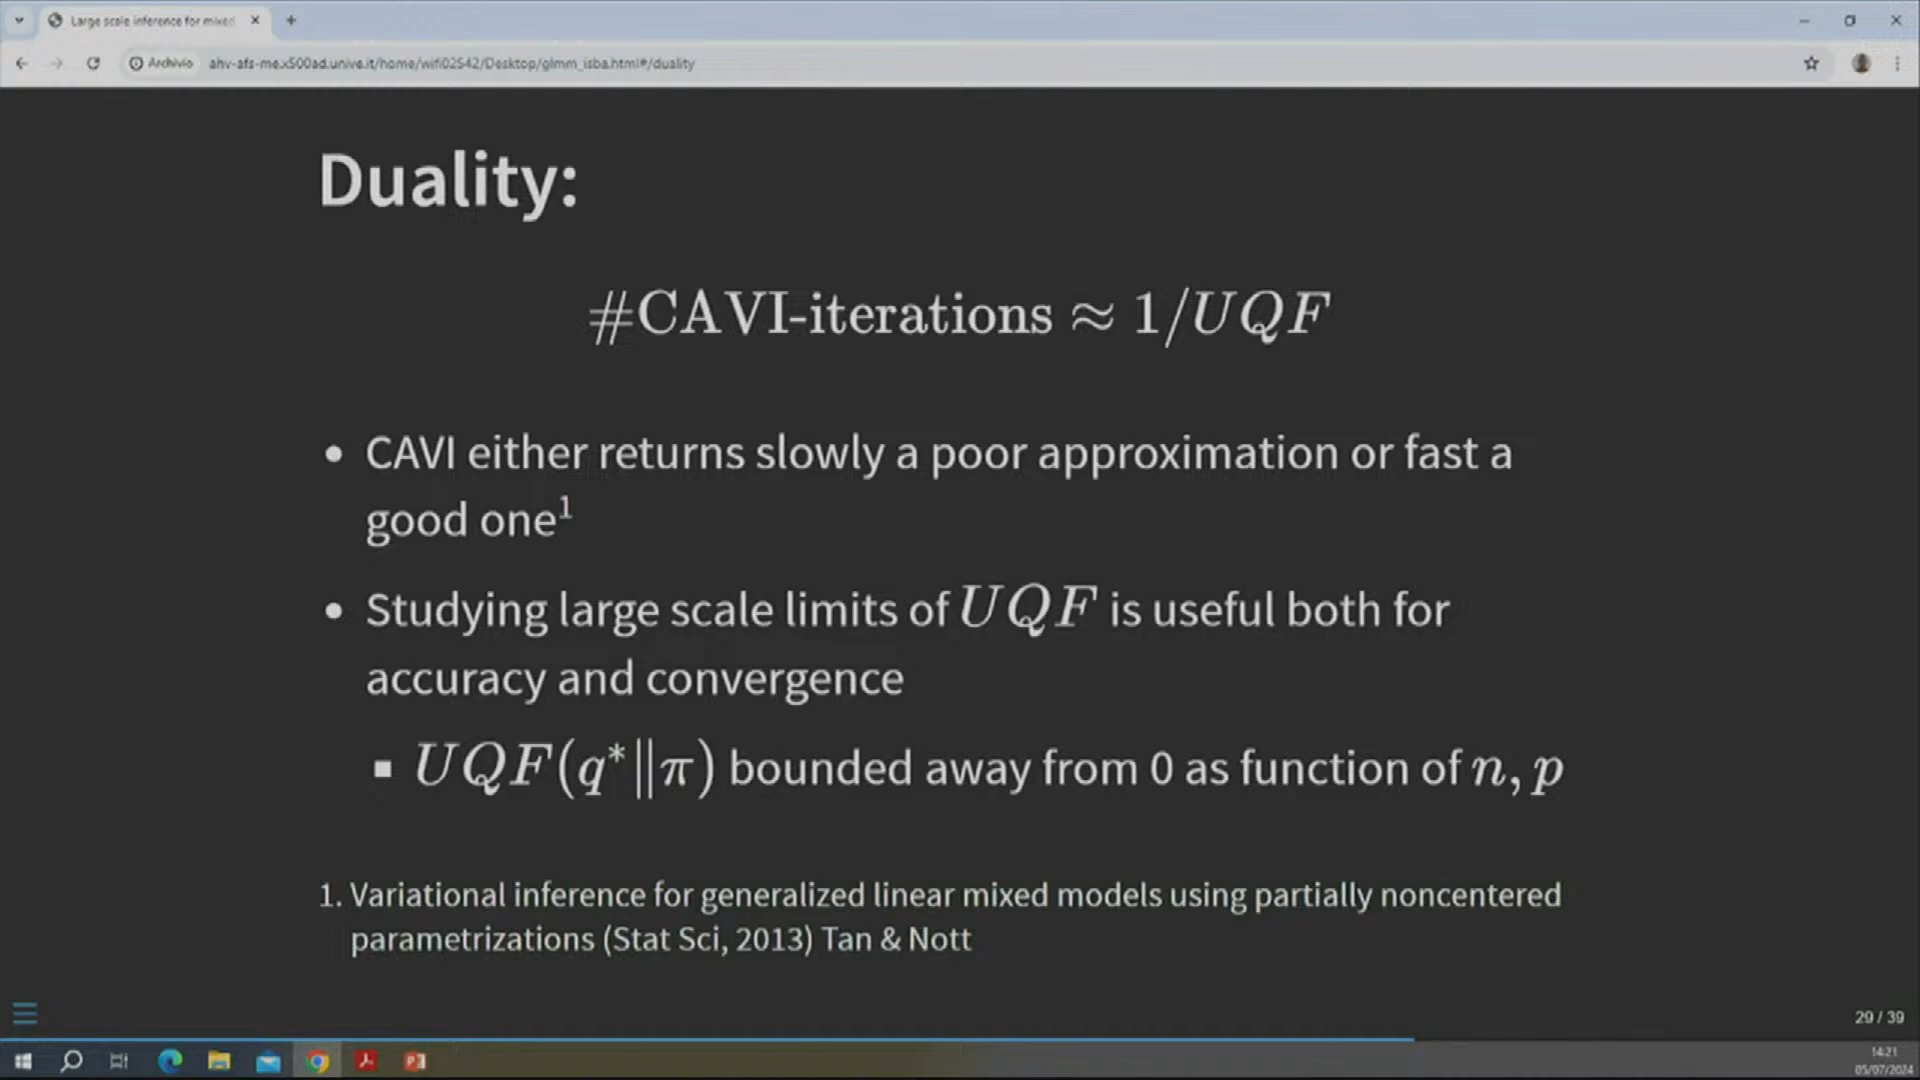 Large scale inference for mixed
Archivio
ahv-afs-me.x500ad.unive.it/home/wifi02542/Desktop/glmm_isba.html#/duality
Duality:
#CAVI-iterations ≈ 1/UQF
• CAVI either returns slowly a poor approximation or fast a
good one¹
• Studying large scale limits of UQF is useful both for
accuracy and convergence
▪ UQF(q*‖π) bounded away from 0 as function of n, p
1. Variational inference for generalized linear mixed models using partially noncentered
parametrizations (Stat Sci, 2013) Tan & Nott
29 / 39
14:21
05/07/2024